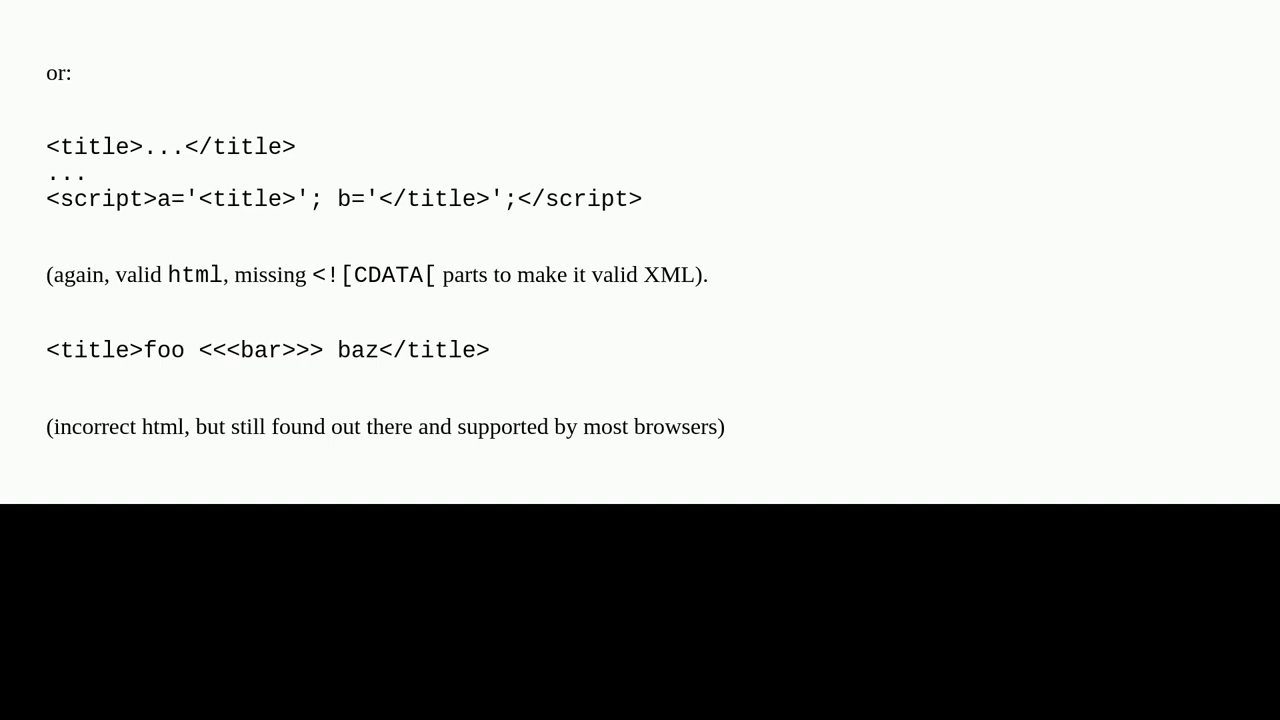 or:
<title>...</title>
...
<script>a='<title>'; b='</title>';</script>
(again, valid html, missing <![CDATA[ parts to make it valid XML).
<title>foo <<<bar>>> baz</title>
(incorrect html, but still found out there and supported by most browsers)